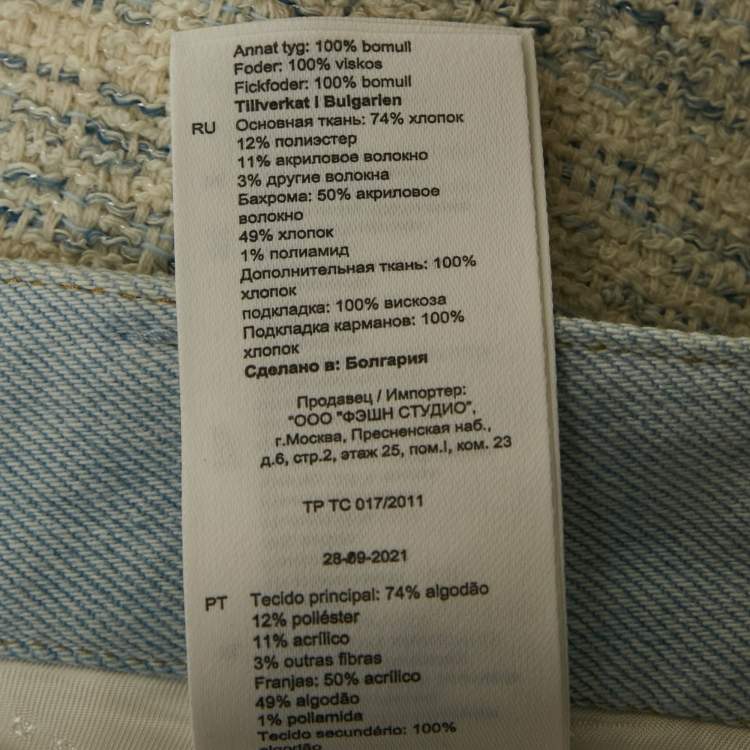 Annat tyg: 100% bomull
Foder: 100% viskos
Fickfoder: 100% bomull
Tillverkat i Bulgarien
RU Основная ткань: 74% хлопок
12% полиэстер
11% акриловое волокно
3% другие волокна
Бахрома: 50% акриловое
волокно
49% хлопок
1% полиамид
Дополнительная ткань: 100%
хлопок
подкладка: 100% вискоза
Подкладка карманов: 100%
хлопок
Сделано в: Болгария
Продавец / Импортер:
"ООО "ФЭШН СТУДИО",
г.Москва, Пресненская наб.,
д.6, стр.2, этаж 25, пом.I, ком. 23
ТР ТС 017/2011
28-09-2021
PT Tecido principal: 74% algodão
12% poliéster
11% acrílico
3% outras fibras
Franjas: 50% acrílico
49% algodão
1% poliamida
Tecido secundário: 100%
algodão